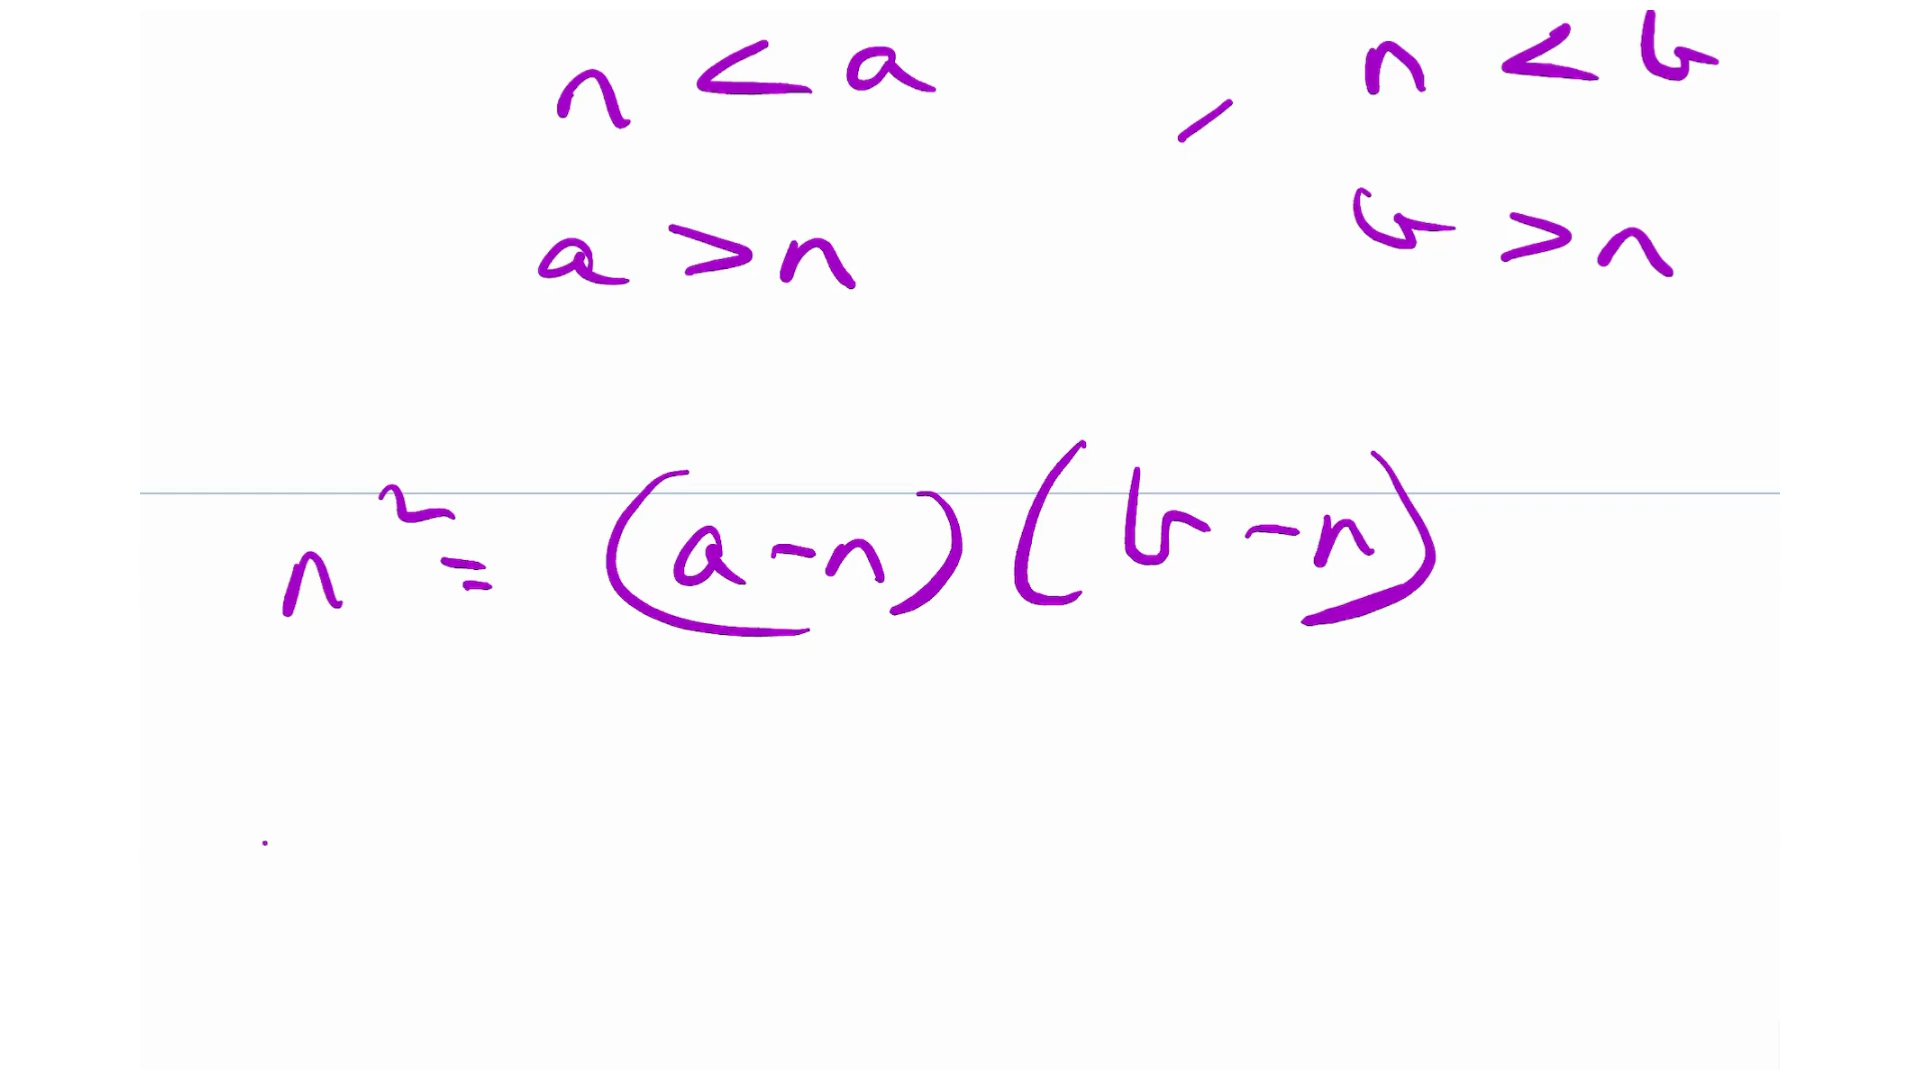 n < a , n < b
a > n b > n
n² = (a - n)(b - n)